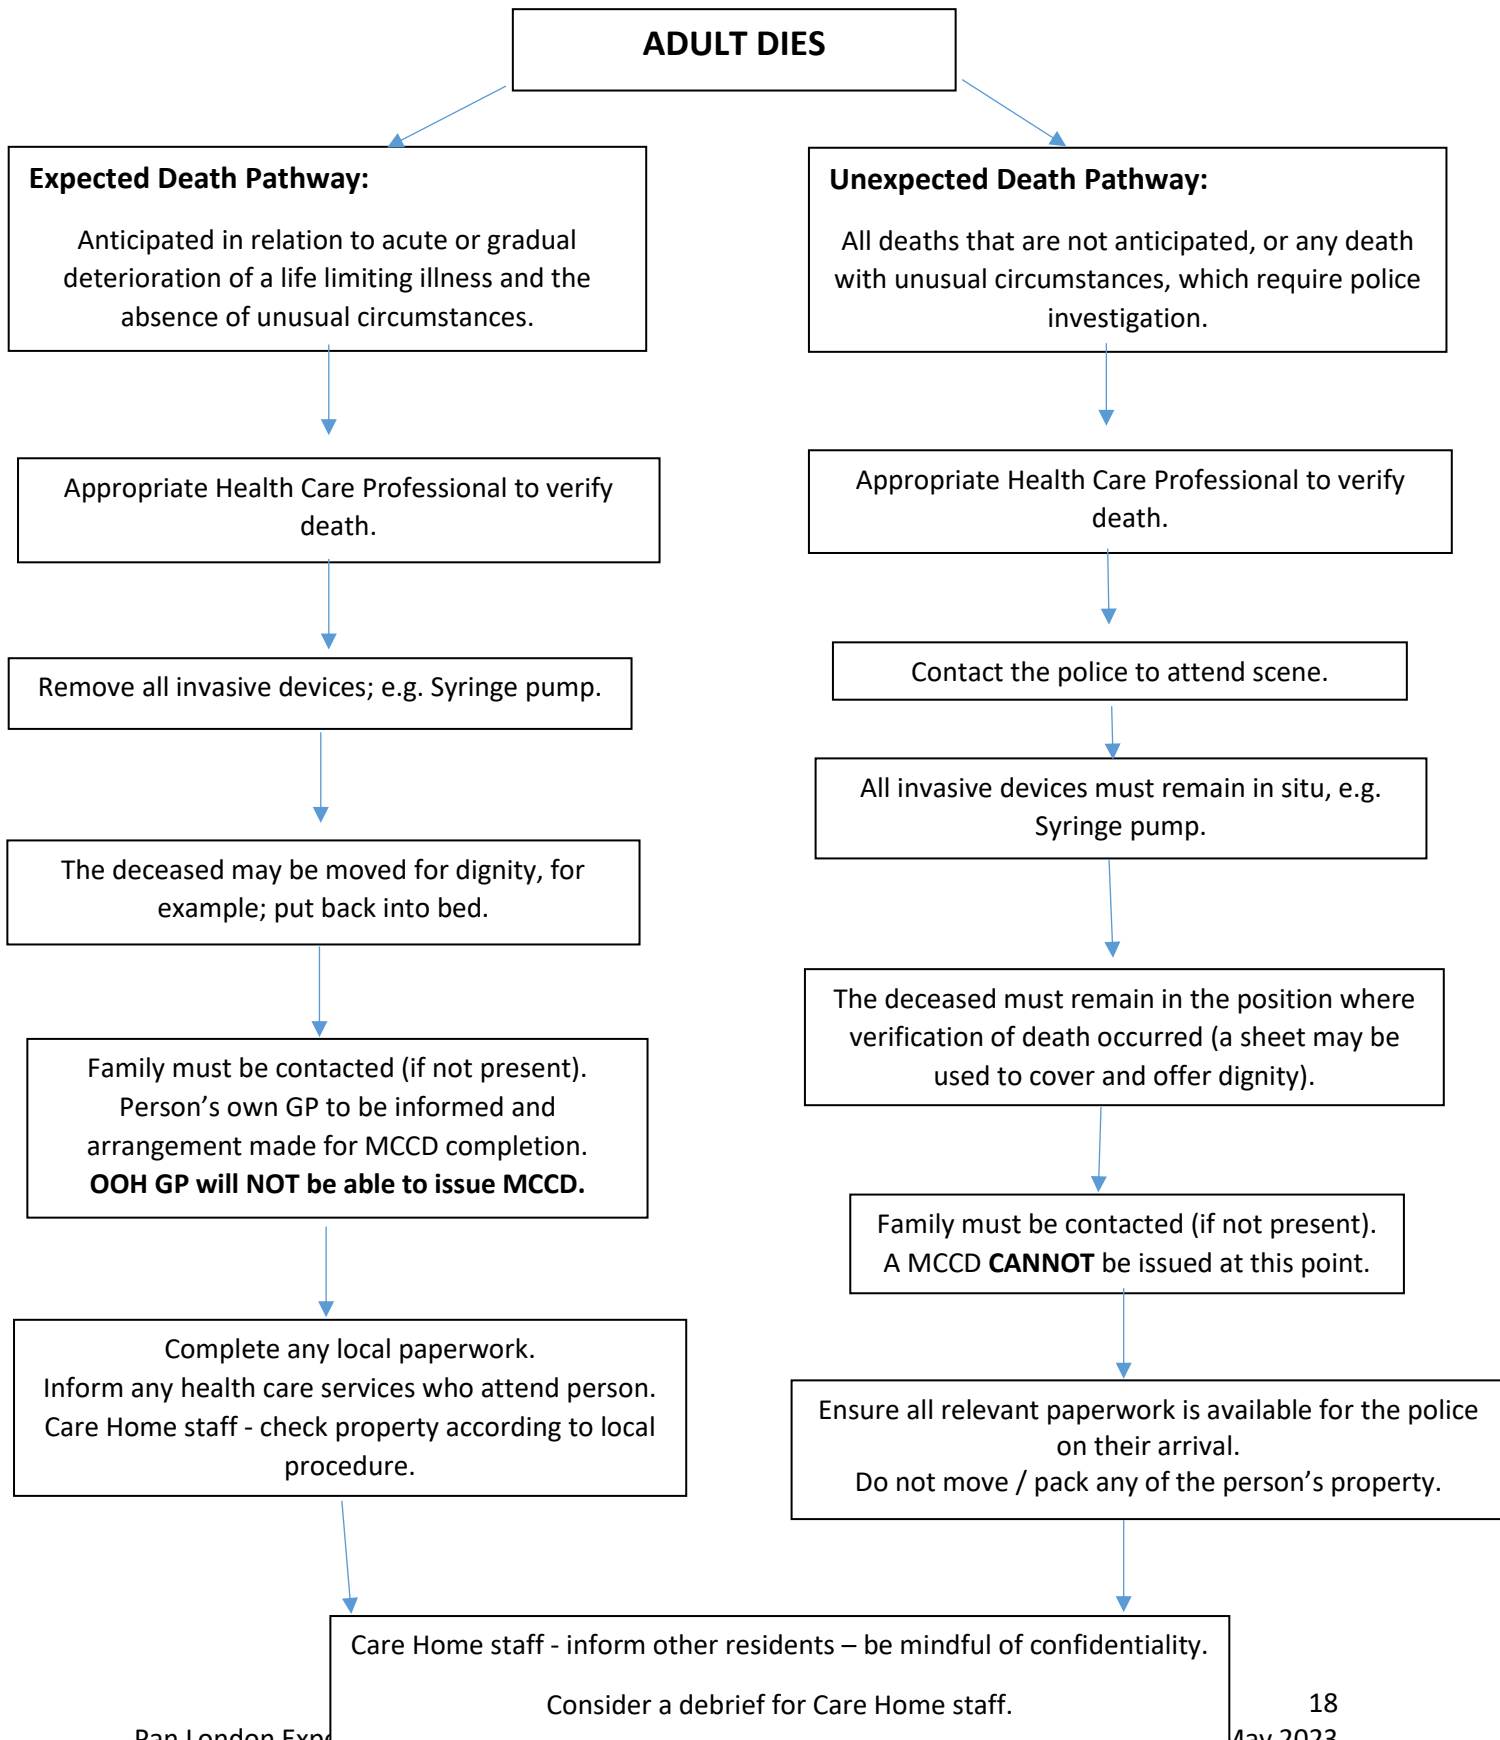 ADULT DIES
Expected Death Pathway:
Anticipated in relation to acute or gradual
deterioration of a life limiting illness and the
absence of unusual circumstances.
Unexpected Death Pathway:
All deaths that are not anticipated, or any death
with unusual circumstances, which require police
investigation.
Appropriate Health Care Professional to verify
death.
Appropriate Health Care Professional to verify
death.
Remove all invasive devices; e.g. Syringe pump.
Contact the police to attend scene.
All invasive devices must remain in situ, e.g.
Syringe pump.
The deceased may be moved for dignity, for
example; put back into bed.
The deceased must remain in the position where
verification of death occurred (a sheet may be
used to cover and offer dignity).
Family must be contacted (if not present).
Person’s own GP to be informed and
arrangement made for MCCD completion.
OOH GP will NOT be able to issue MCCD.
Family must be contacted (if not present).
A MCCD CANNOT be issued at this point.
Complete any local paperwork.
Inform any health care services who attend person.
Care Home staff - check property according to local
procedure.
Ensure all relevant paperwork is available for the police
on their arrival.
Do not move / pack any of the person’s property.
Care Home staff - inform other residents – be mindful of confidentiality.
Consider a debrief for Care Home staff.
18
Pan London
May 2023